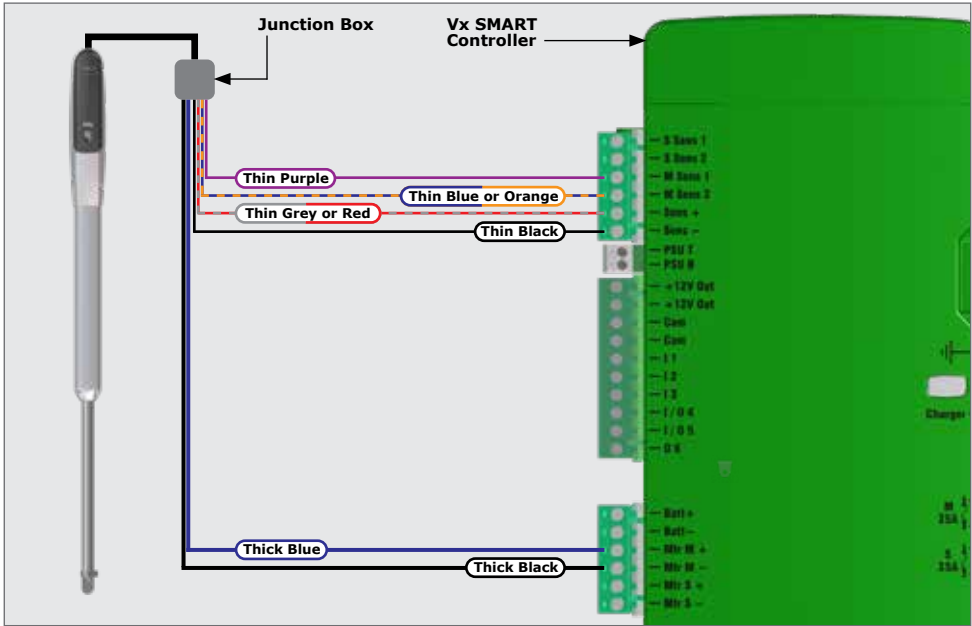 Junction Box
Vx SMART
Controller
Thin Purple
Thin Blue or Orange
Thin Grey or Red
Thin Black
Thick Blue
Thick Black
S Sens 1
S Sens 2
M Sens 1
M Sens 2
Sens +
Sens –
PSU T
PSU B
+12V Out
+12V Out
Com
Com
I 1
I 2
I 3
I / O 4
I / O 5
O 6
Charger
Batt+
Batt–
Mtr M +
Mtr M –
Mtr S +
Mtr S –
M
25A
S
25A